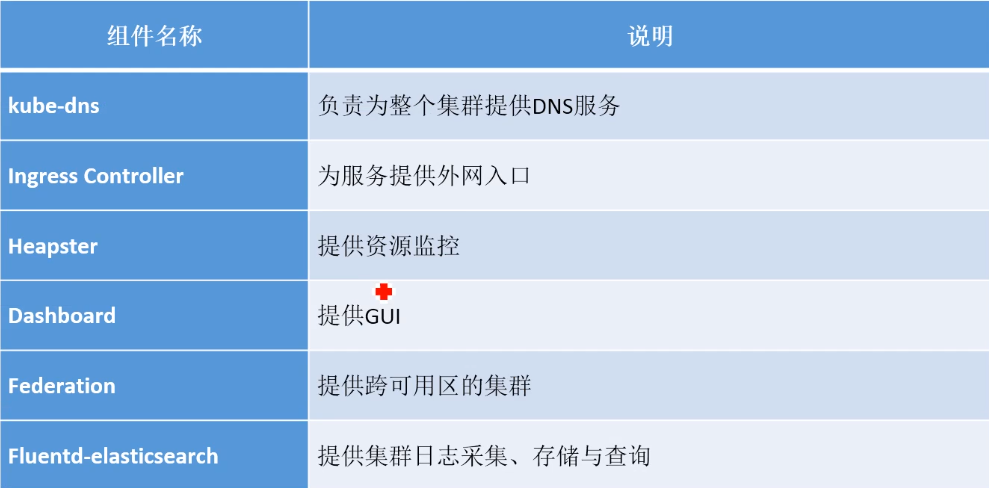 组件名称 说明
kube-dns 负责为整个集群提供DNS服务
Ingress Controller 为服务提供外网入口
Heapster 提供资源监控
Dashboard 提供GUI
Federation 提供跨可用区的集群
Fluentd-elasticsearch 提供集群日志采集、存储与查询